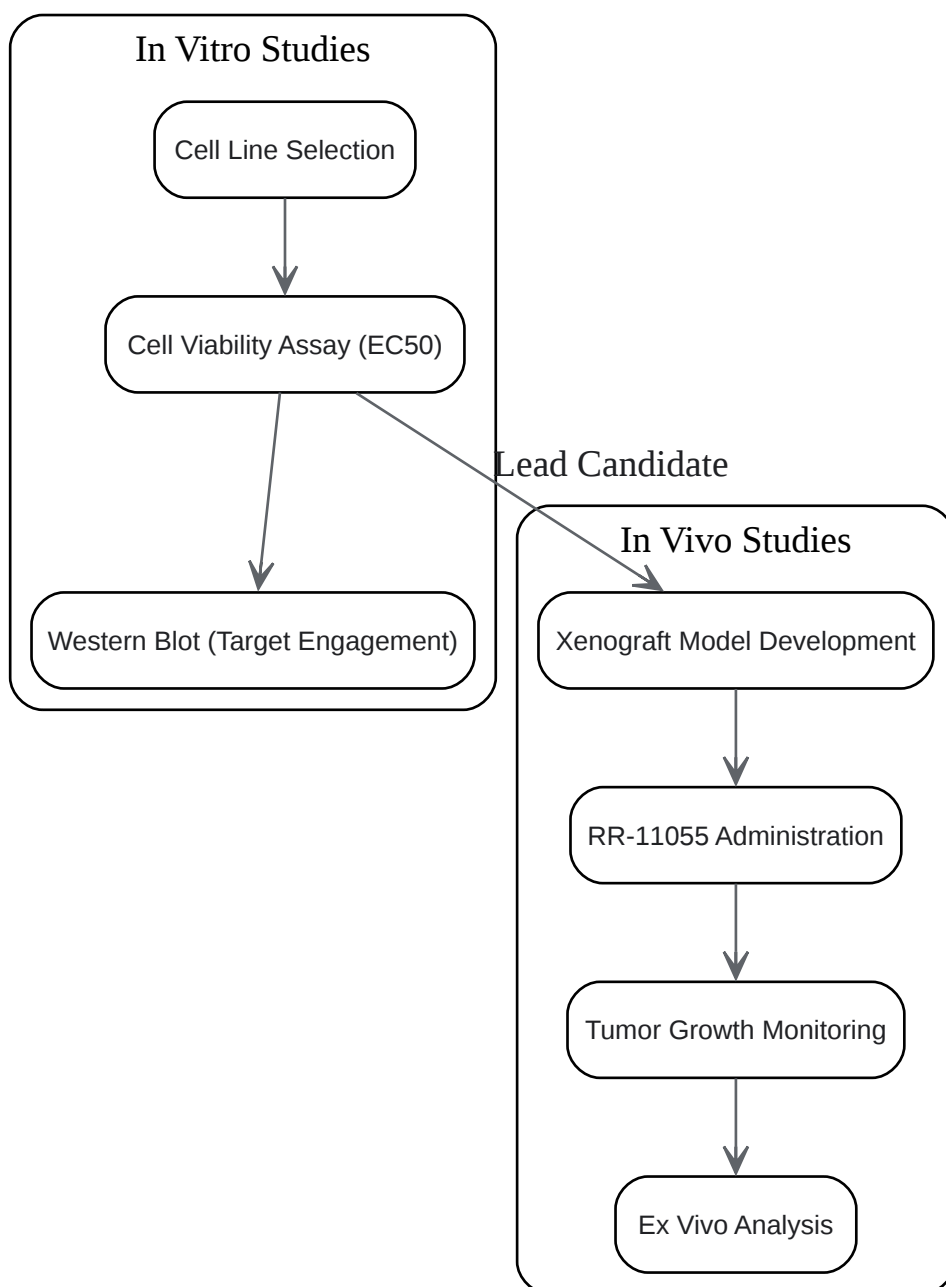 In Vitro Studies
Cell Line Selection
Cell Viability Assay (EC50)
Lead Candidate
Western Blot (Target Engagement)
In Vivo Studies
Xenograft Model Development
RR-11055 Administration
Tumor Growth Monitoring
Ex Vivo Analysis